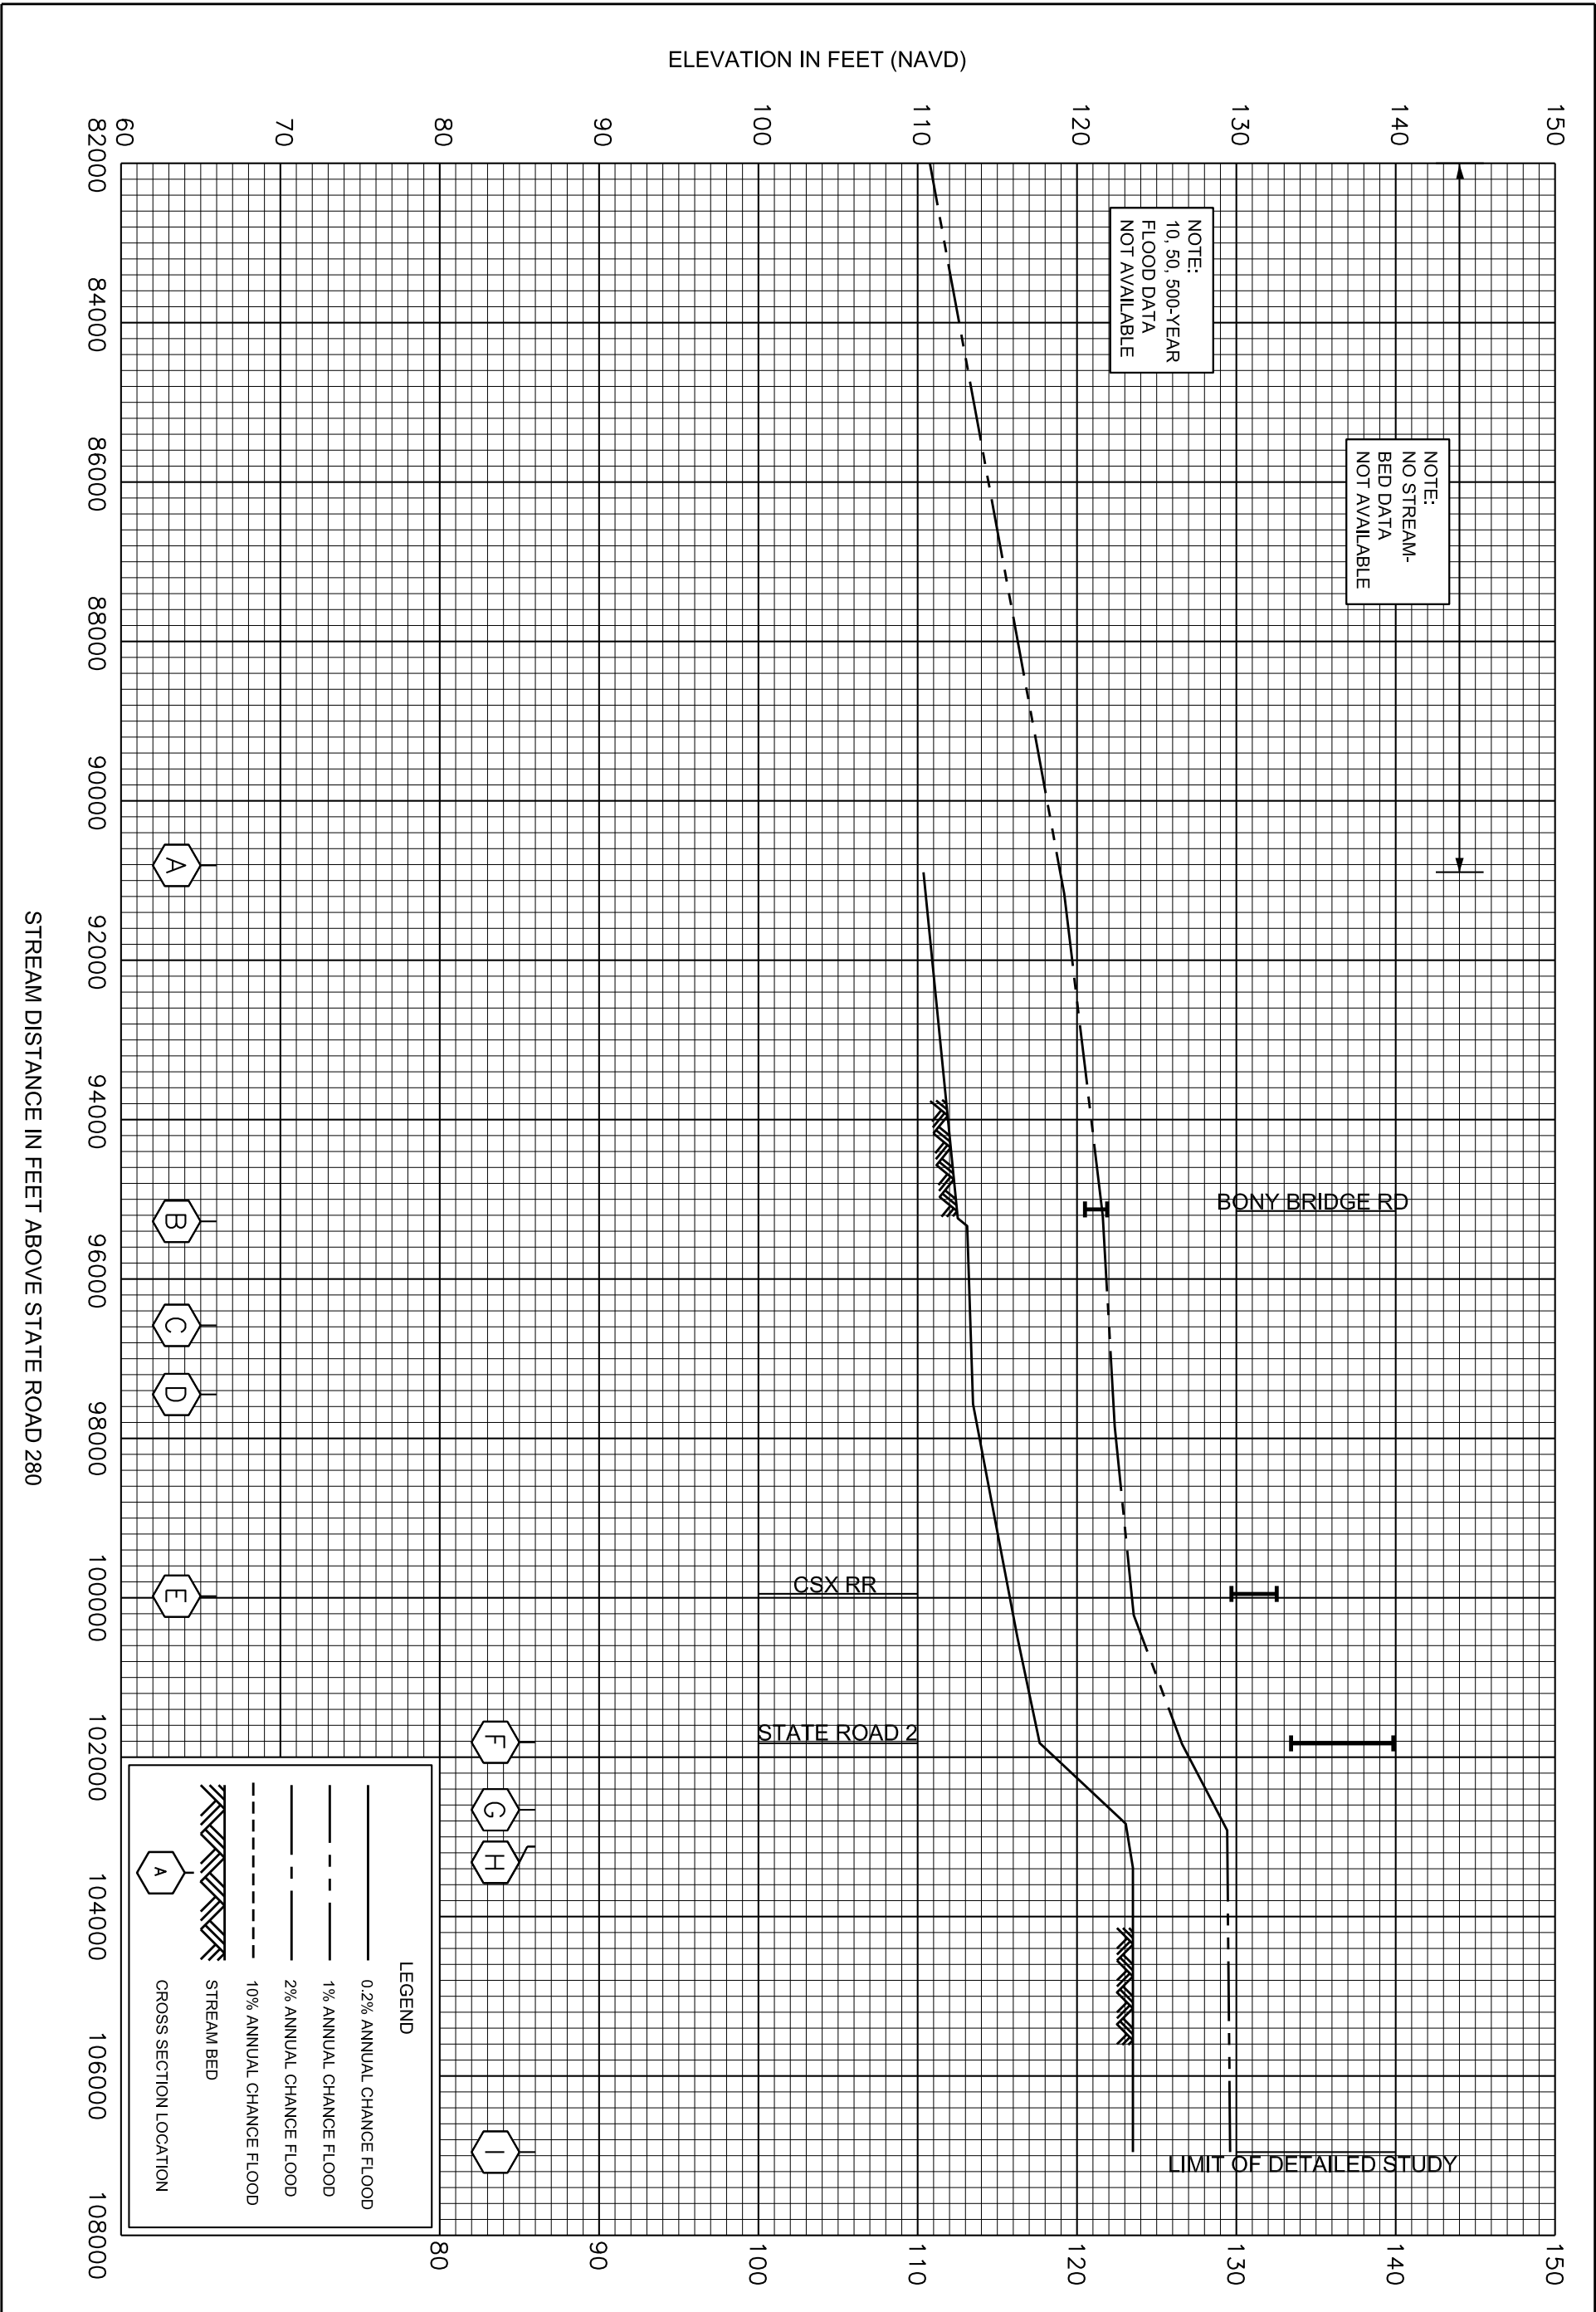 ELEVATION IN FEET (NAVD)
150
140
130
120
110
100
90
80
70
60
150
140
130
120
110
100
90
80
82000
84000
86000
88000
90000
92000
94000
96000
98000
100000
102000
104000
106000
108000
STREAM DISTANCE IN FEET ABOVE STATE ROAD 280
NOTE:
10, 50, 500-YEAR
FLOOD DATA
NOT AVAILABLE
NOTE:
NO STREAM-
BED DATA
NOT AVAILABLE
BONY BRIDGE RD
CSX RR
STATE ROAD 2
LIMIT OF DETAILED STUDY
A
B
C
D
E
F
G
H
I
LEGEND
0.2% ANNUAL CHANCE FLOOD
1% ANNUAL CHANCE FLOOD
2% ANNUAL CHANCE FLOOD
10% ANNUAL CHANCE FLOOD
STREAM BED
A
CROSS SECTION LOCATION